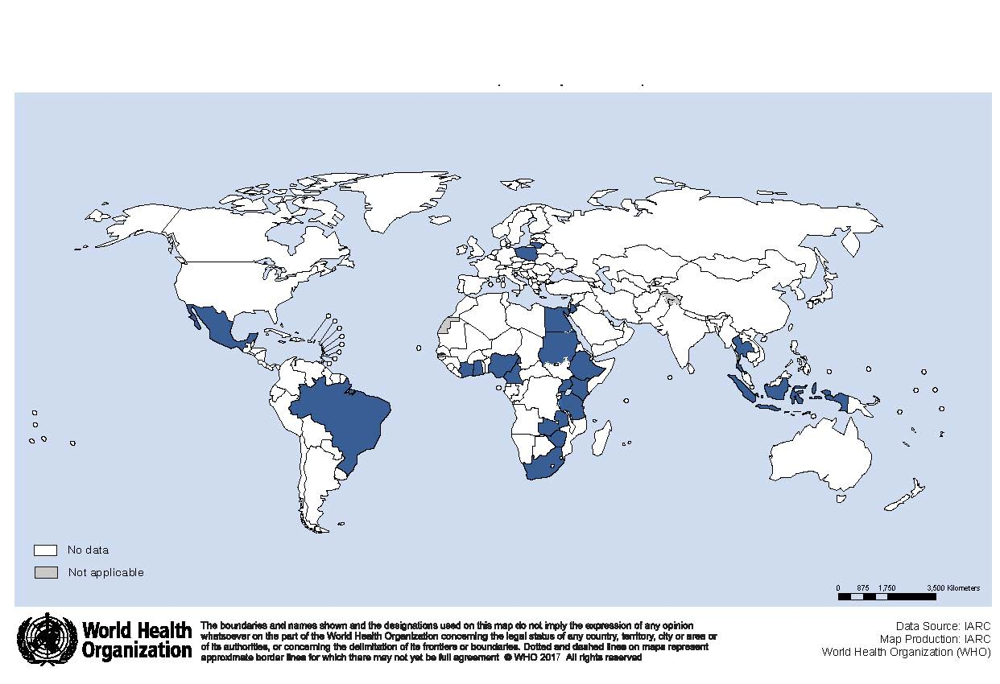 No data
Not applicable
0 875 1,750 3,500 Kilometers
World Health
Organization
The boundaries and names shown and the designations used on this map do not imply the expression of any opinion
whatsoever on the part of the World Health Organization concerning the legal status of any country, territory, city or area or
of its authorities, or concerning the delimitation of its frontiers or boundaries. Dotted and dashed lines on maps represent
approximate border lines for which there may not yet be full agreement © WHO 2017 All rights reserved
Data Source: IARC
Map Production: IARC
World Health Organization (WHO)